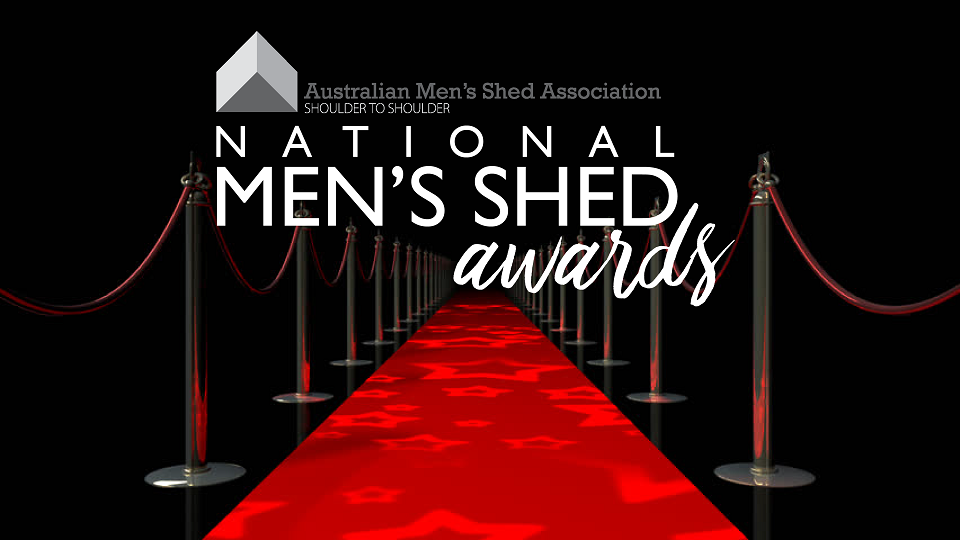 Australian Men's Shed Association
SHOULDER TO SHOULDER
NATIONAL
MEN'S SHED
awards